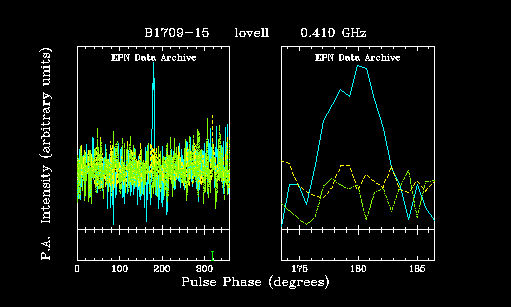 B1709-15 lovell 0.410 GHz
EPN Data Archive EPN Data Archive
P.A. Intensity (arbitrary units)
0 100 200 300 175 180 185
Pulse Phase (degrees)